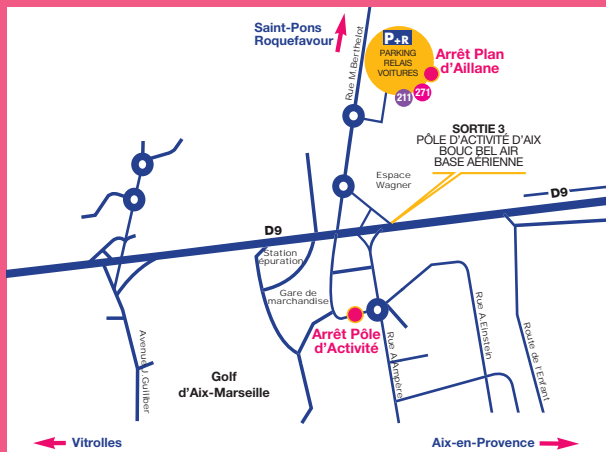 Saint-Pons
Roquefavour
Rue M.Berthelot
P+R
PARKING
RELAIS
VOITURES
Arrêt Plan
d'Aillane
211
271
SORTIE 3
PÔLE D'ACTIVITÉ D'AIX
BOUC BEL AIR
BASE AÉRIENNE
Espace
Wagner
D9
D9
Station
épuration
Gare de
marchandise
Arrêt Pôle
d'Activité
Avenue J.Guiliber
Rue A.Ampère
Rue A.Einstein
Route de l'Enfant
Golf
d'Aix-Marseille
Vitrolles
Aix-en-Provence